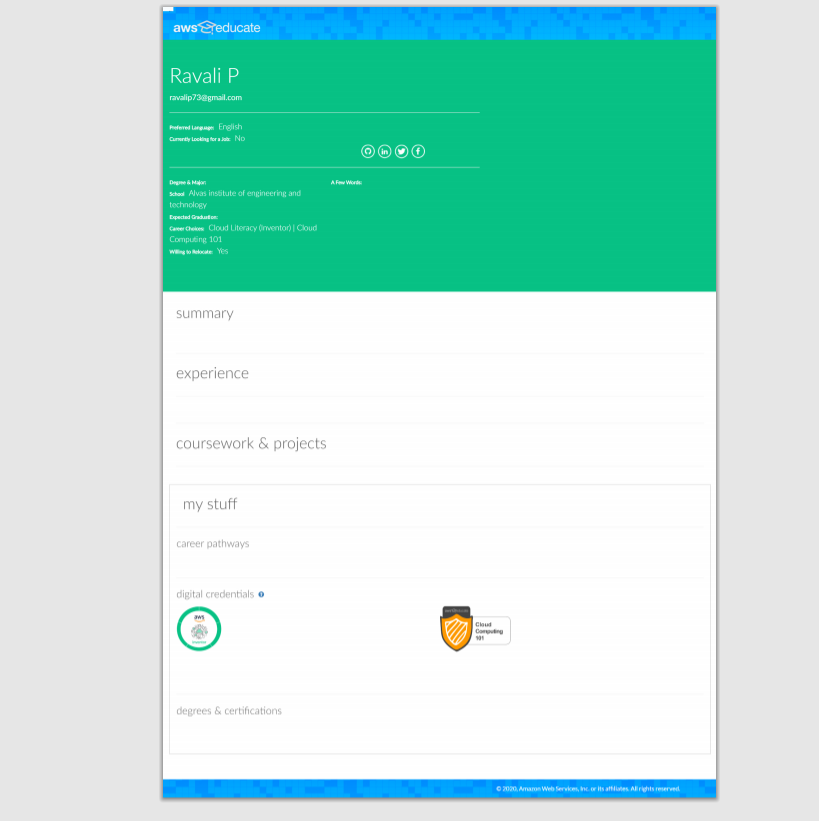 aws educate
Ravali P
ravalip73@gmail.com
Preferred Language: English
Currently Looking for a Job: No
Degree & Major:
School Alvas institute of engineering and
technology
Expected Graduation:
Career Choices: Cloud Literacy (Inventor) | Cloud
Computing 101
Willing to Relocate: Yes
A Few Words:
summary
experience
coursework & projects
my stuff
career pathways
digital credentials
aws
Cloud
Computing
101
degrees & certifications
© 2020, Amazon Web Services, Inc. or its affiliates. All rights reserved.